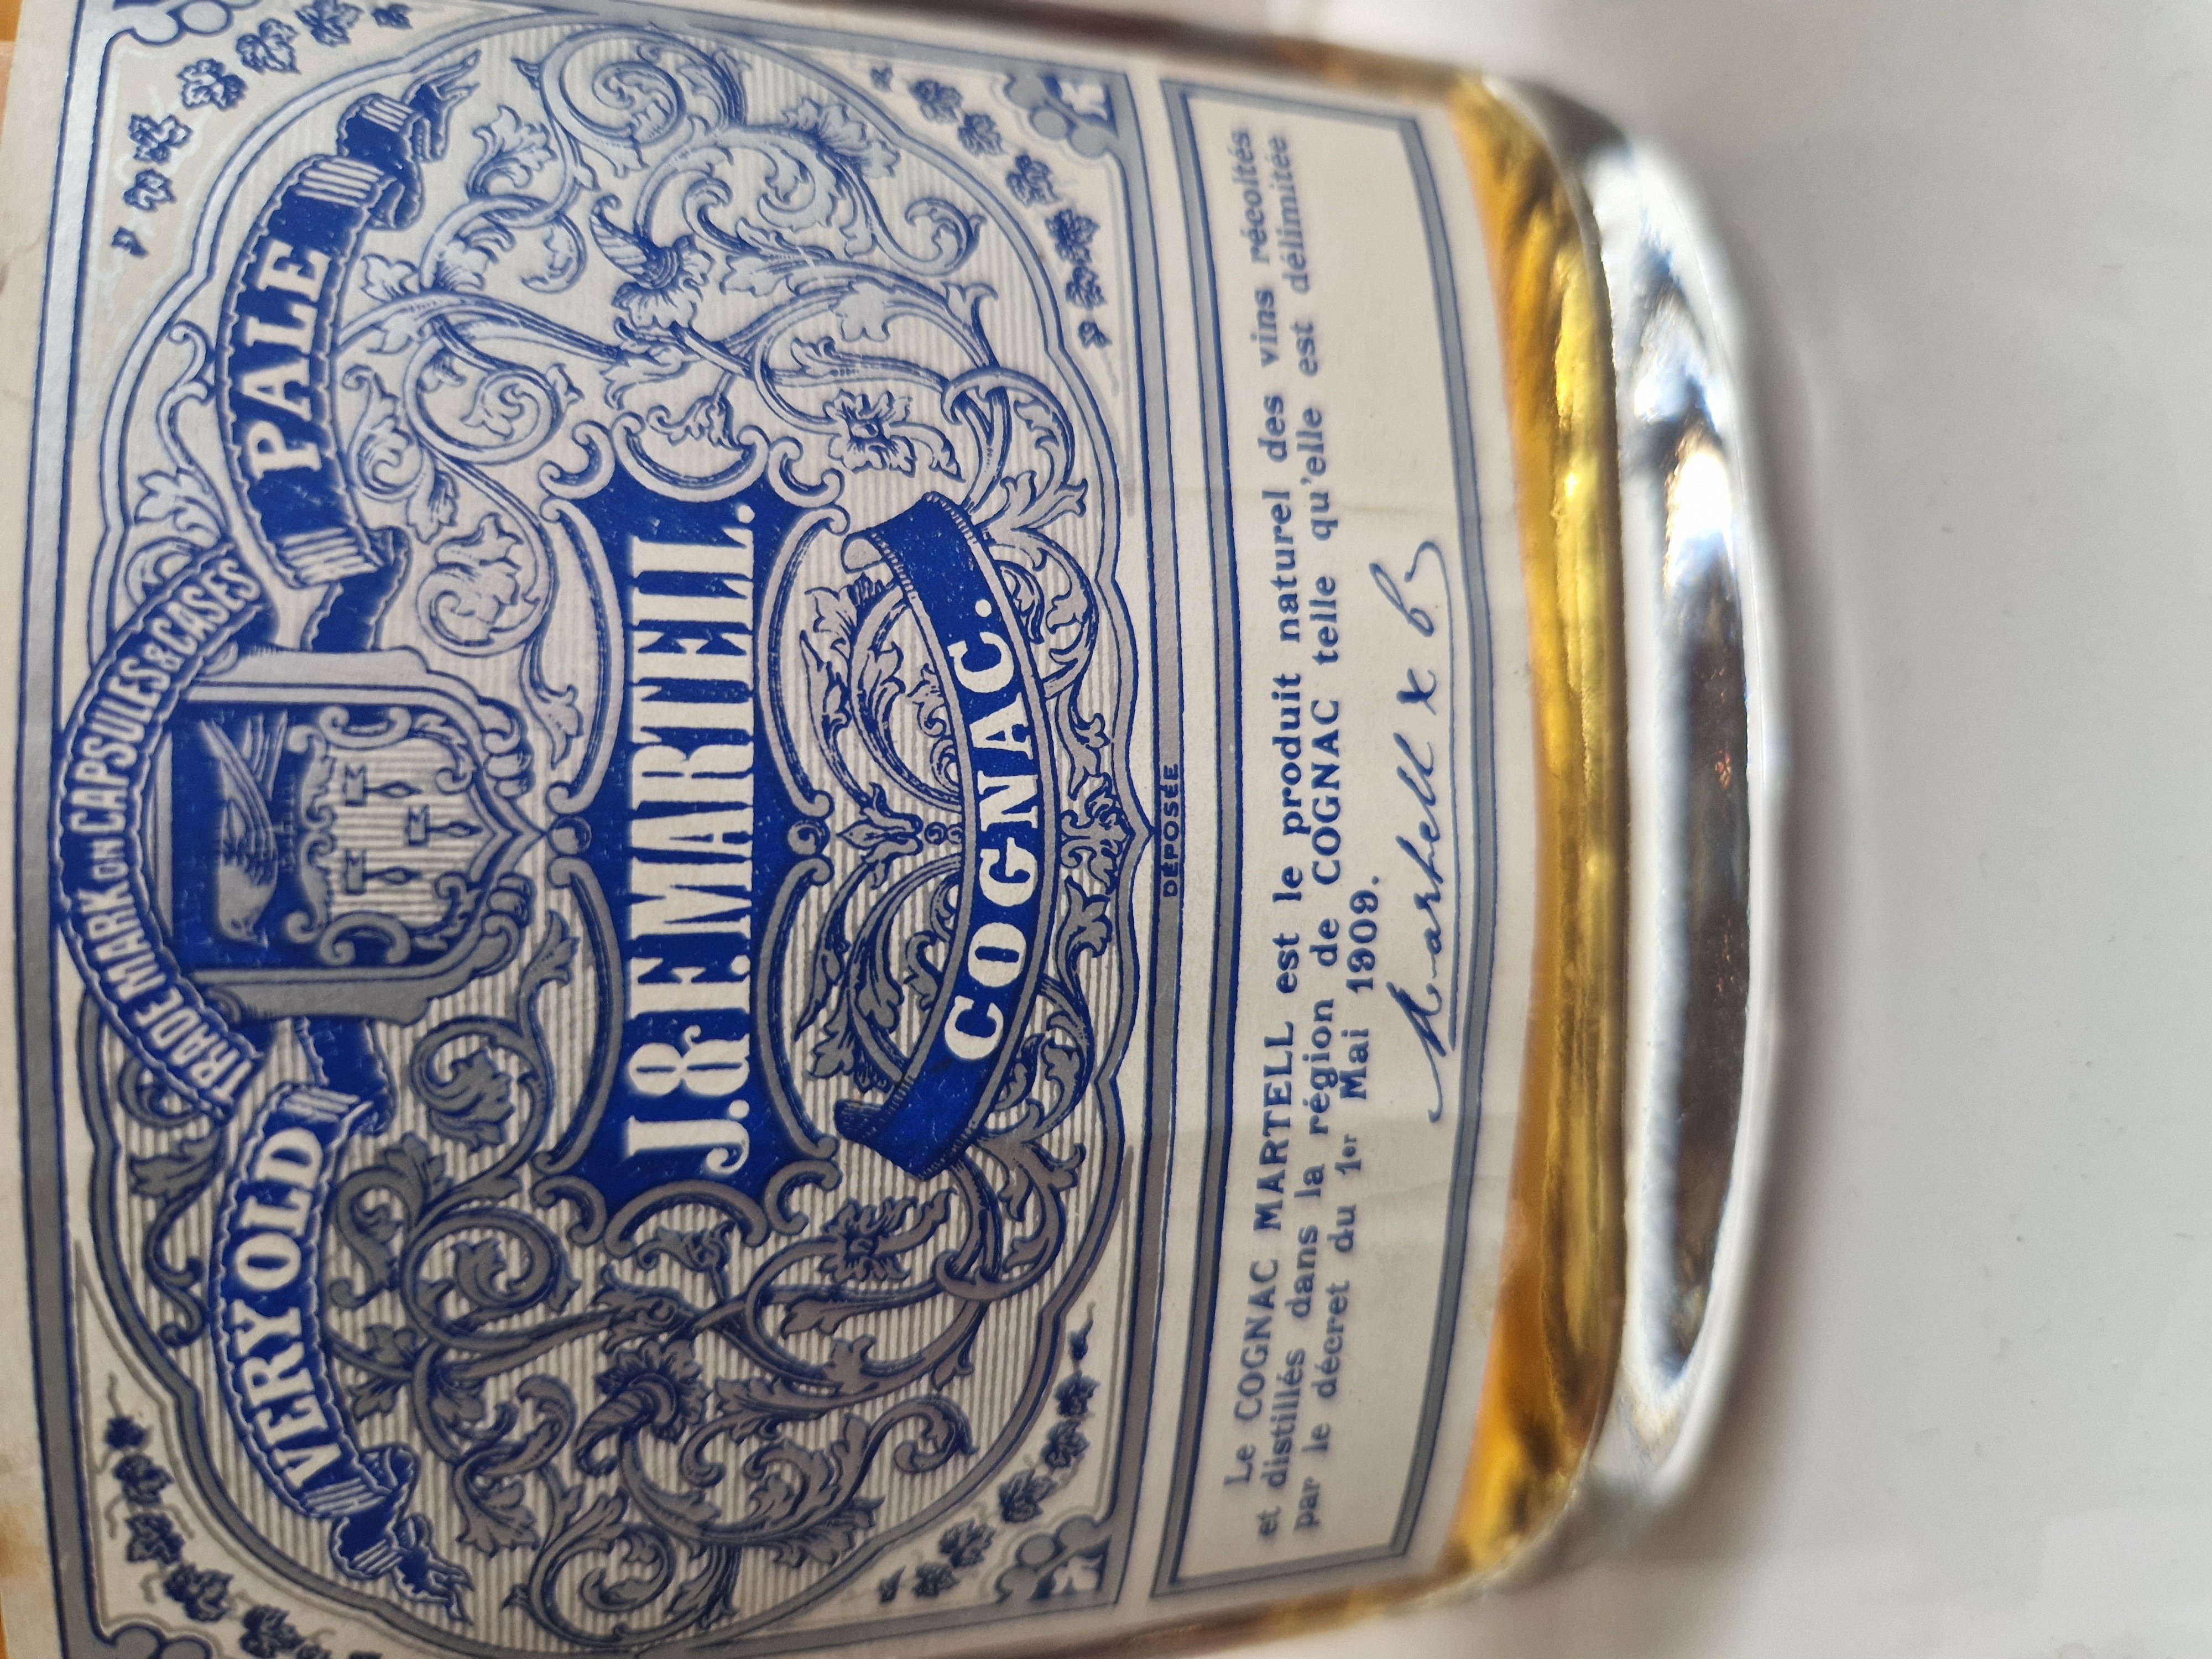 TRADE MARK ON CAPSULES & CASES
VERY OLD PALE
J. & F. MARTELL.
COGNAC.
DÉPOSÉE
Le COGNAC MARTELL est le produit naturel des vins récoltés
et distillés dans la région de COGNAC telle qu'elle est délimitée
par le décret du 1er Mai 1909.
Martell & Co